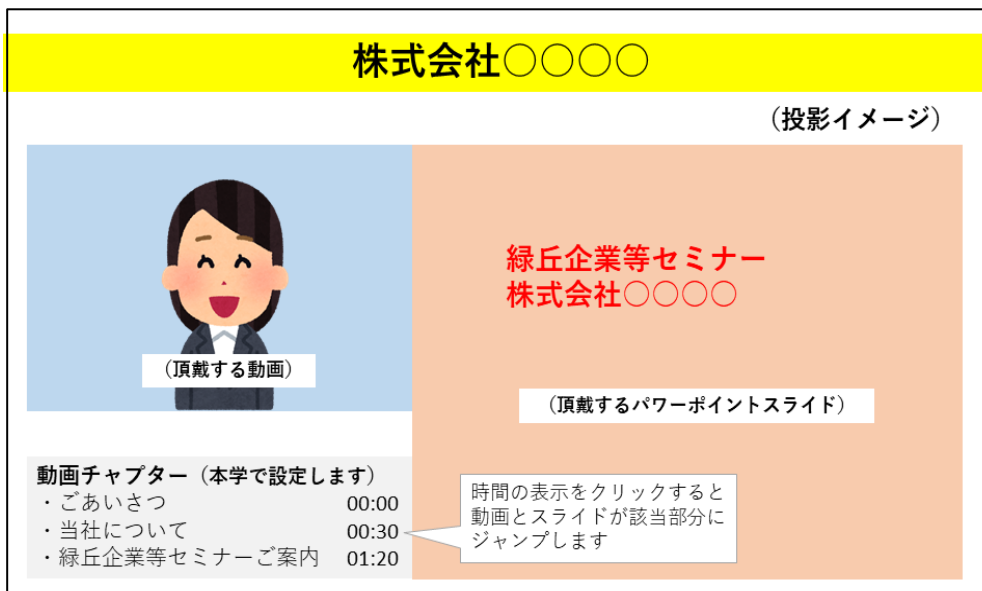 株式会社○○○○
（投影イメージ）
緑丘企業等セミナー
株式会社○○○○
（頂戴する動画）
（頂戴するパワーポイントスライド）
動画チャプター（本学で設定します）
・ごあいさつ 00:00
・当社について 00:30
・緑丘企業等セミナーご案内 01:20
時間の表示をクリックすると
動画とスライドが該当部分に
ジャンプします